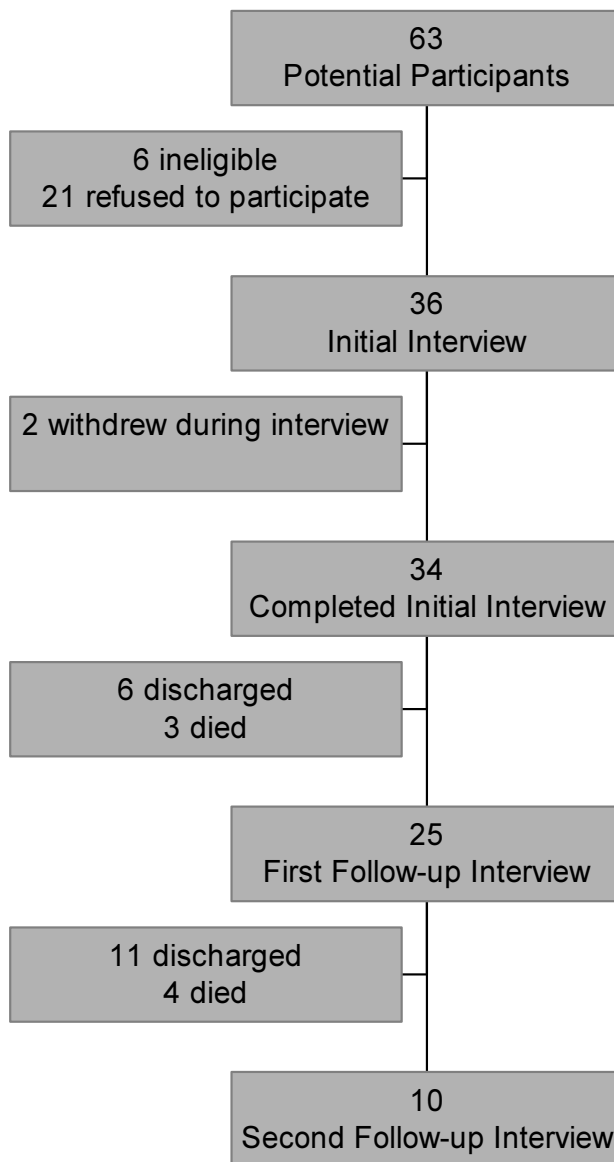 63
Potential Participants
6 ineligible
21 refused to participate
36
Initial Interview
2 withdrew during interview
34
Completed Initial Interview
6 discharged
3 died
25
First Follow-up Interview
11 discharged
4 died
10
Second Follow-up Interview